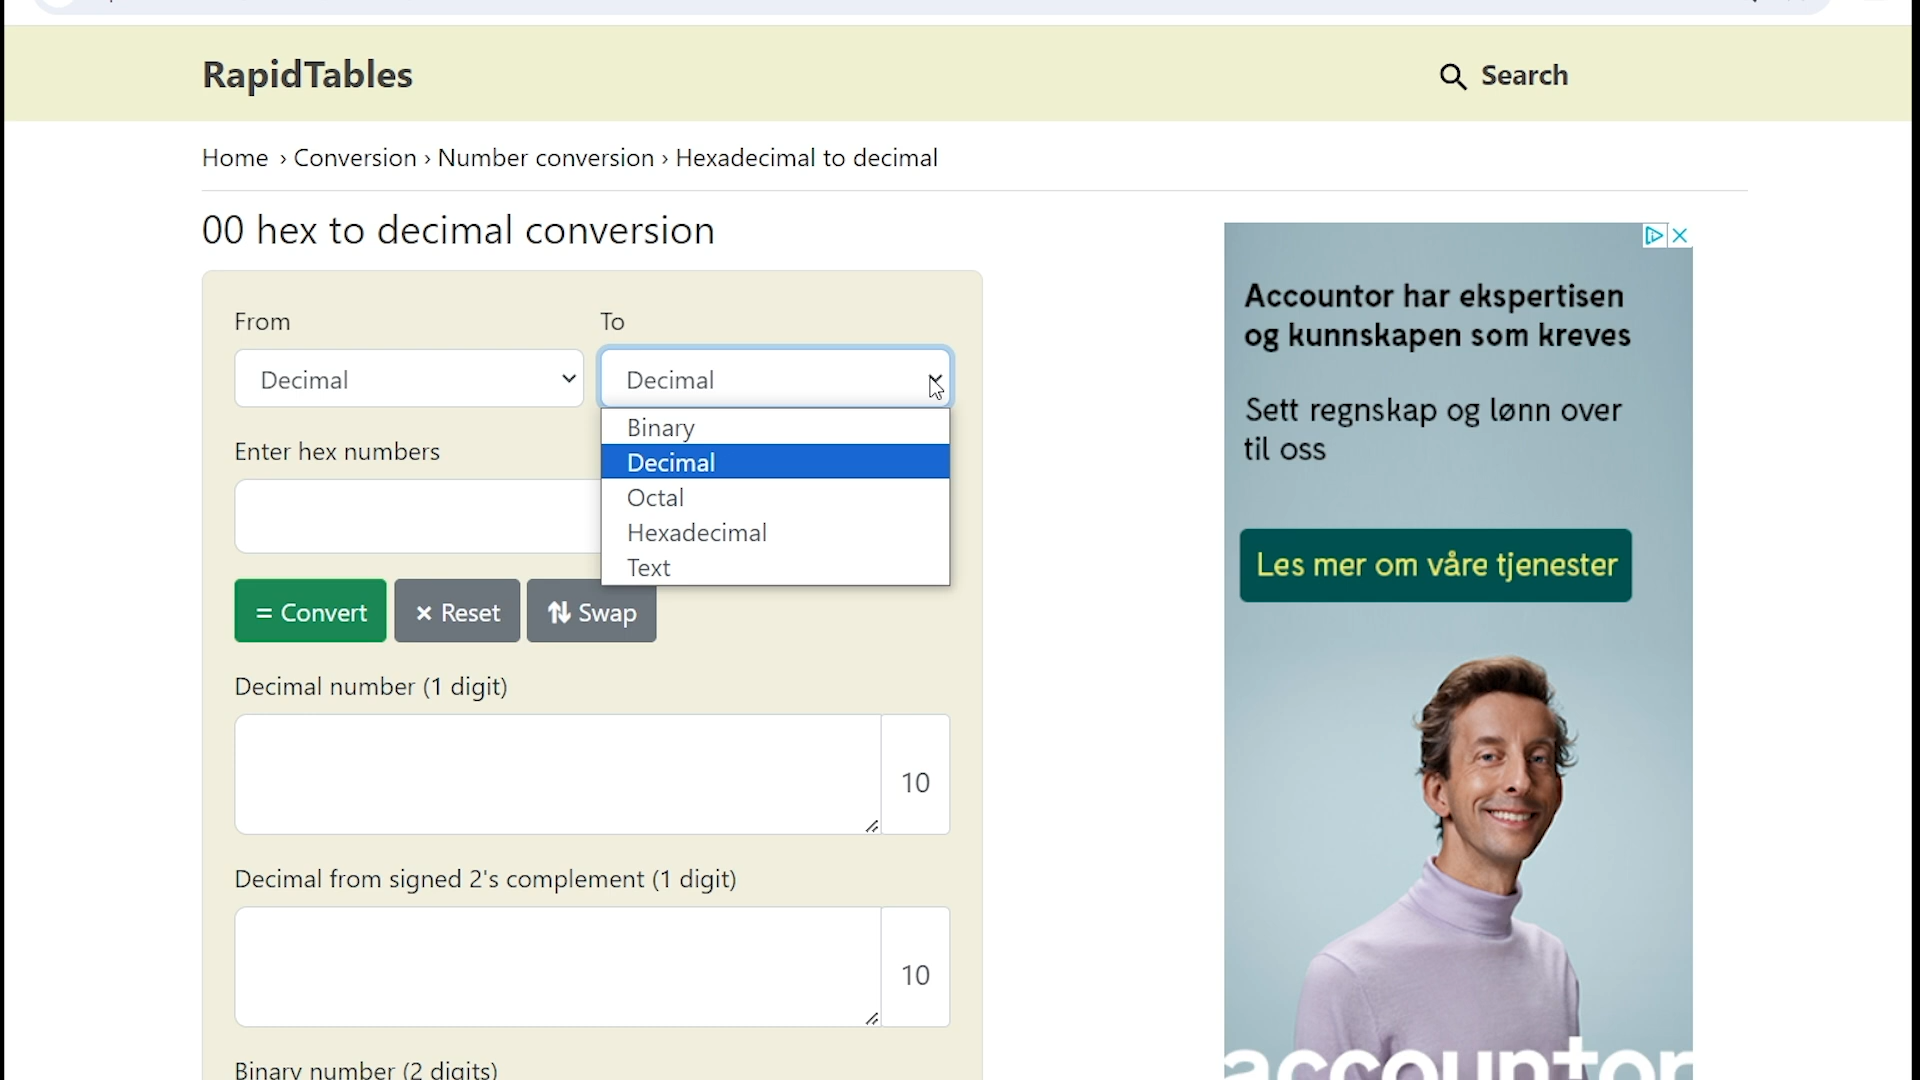 RapidTables
Search
Home › Conversion › Number conversion › Hexadecimal to decimal
00 hex to decimal conversion
From
To
Decimal
Decimal
Binary
Decimal
Octal
Hexadecimal
Text
Enter hex numbers
= Convert
× Reset
Swap
Decimal number (1 digit)
10
Decimal from signed 2's complement (1 digit)
10
Binary number (2 digits)
Accountor har ekspertisen
og kunnskapen som kreves
Sett regnskap og lønn over
til oss
Les mer om våre tjenester
accountor